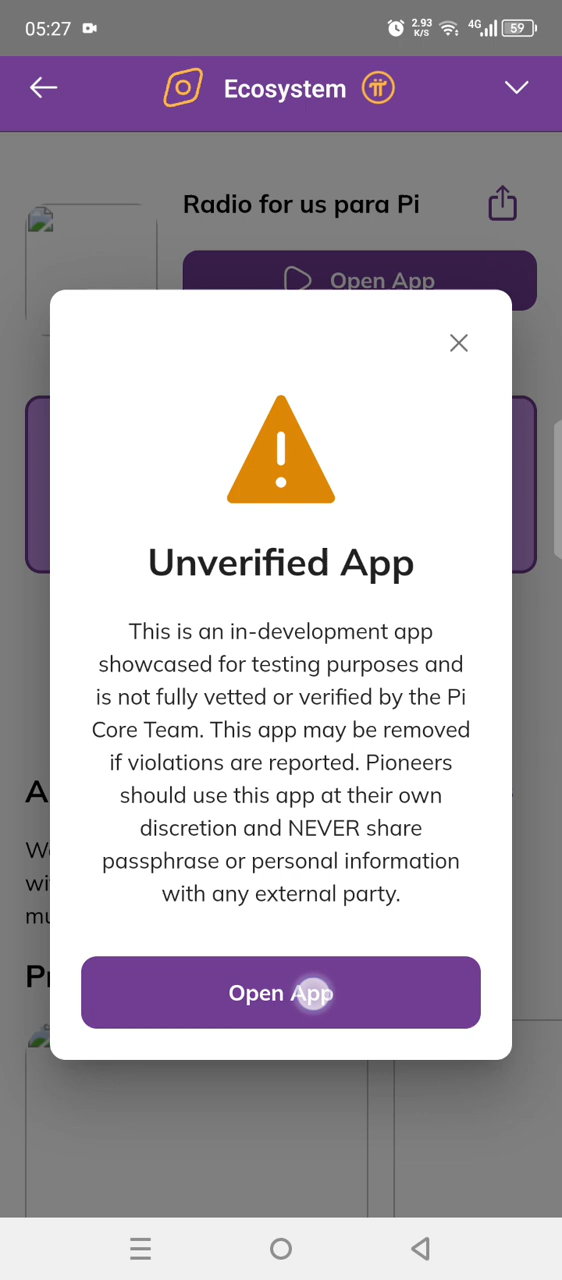 05:27
2.93
K/S
4G
59
Ecosystem
Radio for us para Pi
Open App
Unverified App
This is an in-development app
showcased for testing purposes and
is not fully vetted or verified by the Pi
Core Team. This app may be removed
if violations are reported. Pioneers
should use this app at their own
discretion and NEVER share
passphrase or personal information
with any external party.
Open App